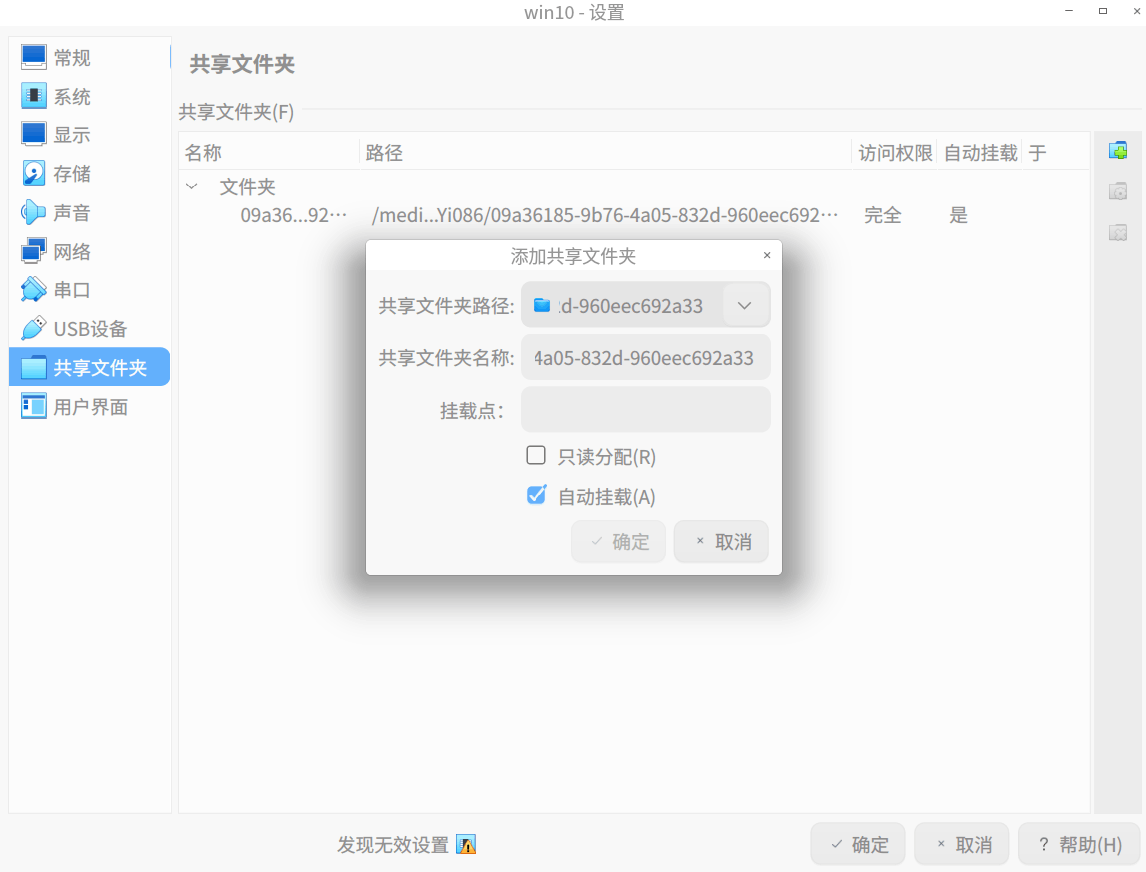 win10 - 设置
常规
系统
显示
存储
声音
网络
串口
USB设备
共享文件夹
用户界面
共享文件夹
共享文件夹(F)
名称 路径 访问权限 自动挂载 于
文件夹
09a36...92··· /medi...Yi086/09a36185-9b76-4a05-832d-960eec692··· 完全 是
添加共享文件夹
共享文件夹路径: 2d-960eec692a33
共享文件夹名称: 4a05-832d-960eec692a33
挂载点：
只读分配(R)
自动挂载(A)
确定 取消
发现无效设置
确定 取消 ? 帮助(H)